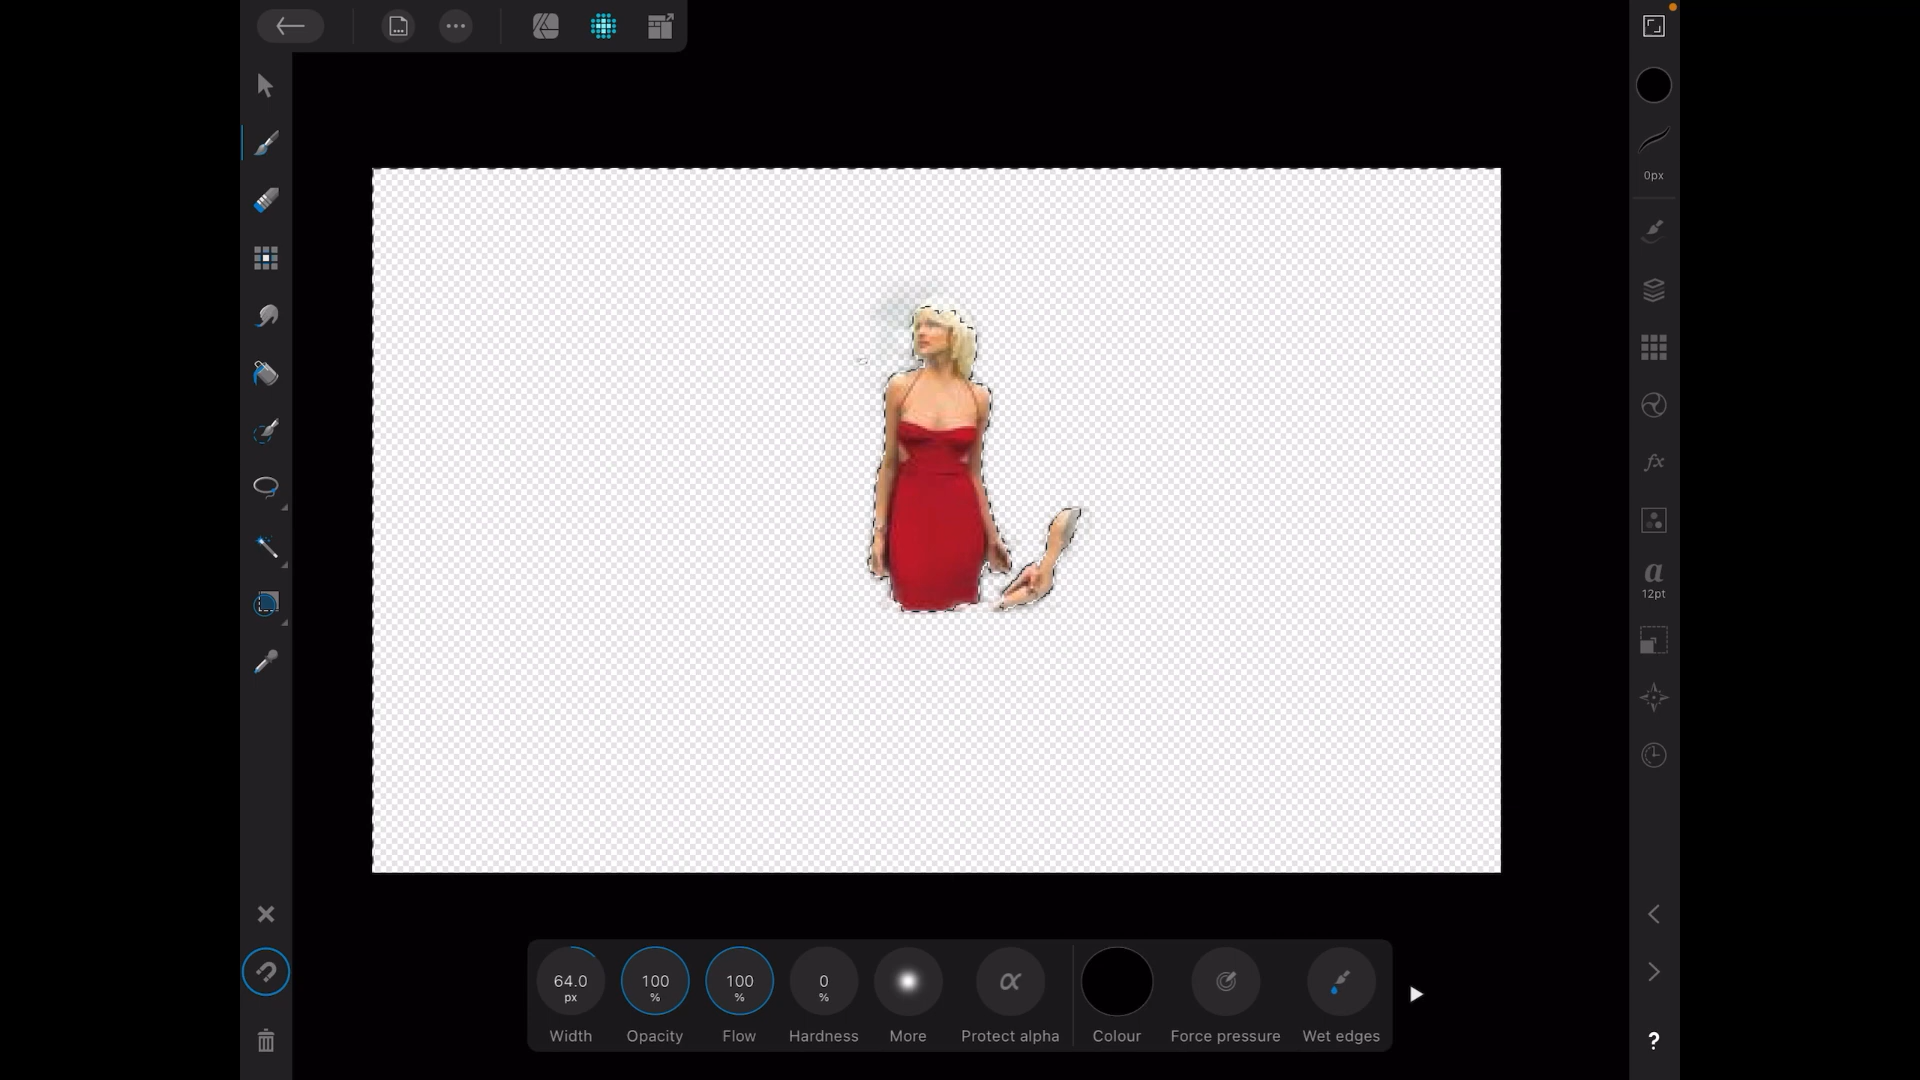 0px
a
12pt
64.0
px
100
%
100
%
0
%
α
Width
Opacity
Flow
Hardness
More
Protect alpha
Colour
Force pressure
Wet edges
fx
?